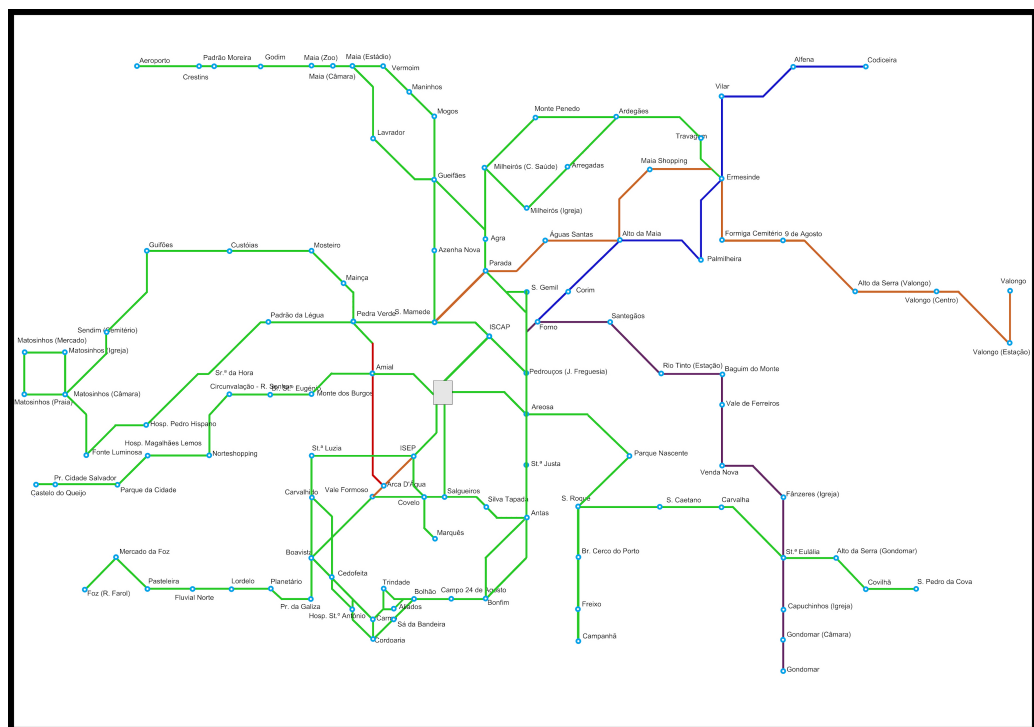 Aeroporto
Crestins
Padrão Moreira
Godim
Maia (Zoo)
Maia (Câmara)
Maia (Estádio)
Vermoim
Maninhos
Mogos
Lavrador
Gueifães
Azenha Nova
Monte Penedo
Ardegães
Travagem
Milheirós (C. Saúde)
Arregadas
Milheirós (Igreja)
Maia Shopping
Vilar
Alfena
Codiceira
Ermesinde
Agra
Águas Santas
Alto da Maia
Formiga Cemitério
9 de Agosto
Palmilheira
Parada
Guifões
Custóias
Mosteiro
Mainça
S. Gemil
Corim
Alto da Serra (Valongo)
Valongo (Centro)
Valongo
Valongo (Estação)
Padrão da Légua
Pedra Verde
S. Mamede
ISCAP
Forno
Santegãos
Sendim (Cemitério)
Matosinhos (Mercado)
Matosinhos (Igreja)
Matosinhos (Praia)
Matosinhos (Câmara)
Sr.º da Hora
Amial
Pedrouços (J. Freguesia)
Rio Tinto (Estação)
Baguim do Monte
Circunvalação - R. Senhas
Monte dos Burgos
Vale de Ferreiros
Areosa
Hosp. Pedro Hispano
Fonte Luminosa
Hosp. Magalhães Lemos
Norteshopping
St.ª Luzia
ISEP
Parque Nascente
St.ª Justa
Venda Nova
Pr. Cidade Salvador
Castelo do Queijo
Parque da Cidade
Carvalhido
Vale Formoso
Arca D'Água
Covelo
Salgueiros
Silva Tapada
Antas
S. Roque
S. Caetano
Carvalha
Fânzeres (Igreja)
Marquês
Boavista
Br. Cerco do Porto
St.ª Eulália
Alto da Serra (Gondomar)
Mercado da Foz
Cedofeita
Foz (R. Farol)
Pasteleira
Fluvial Norte
Lordelo
Planetário
Pr. da Galiza
Trindade
Bolhão
Campo 24 de Agosto
Bonfim
Covilhã
S. Pedro da Cova
Hosp. St.º António
Carmo
Aliados
Sá da Bandeira
Cordoaria
Freixo
Campanhã
Capuchinhos (Igreja)
Gondomar (Câmara)
Gondomar